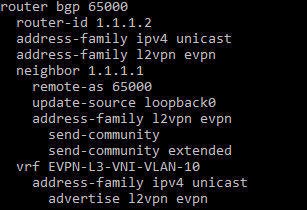 router bgp 65000
router-id 1.1.1.2
address-family ipv4 unicast
address-family l2vpn evpn
neighbor 1.1.1.1
remote-as 65000
update-source loopback0
address-family l2vpn evpn
send-community
send-community extended
vrf EVPN-L3-VNI-VLAN-10
address-family ipv4 unicast
advertise l2vpn evpn